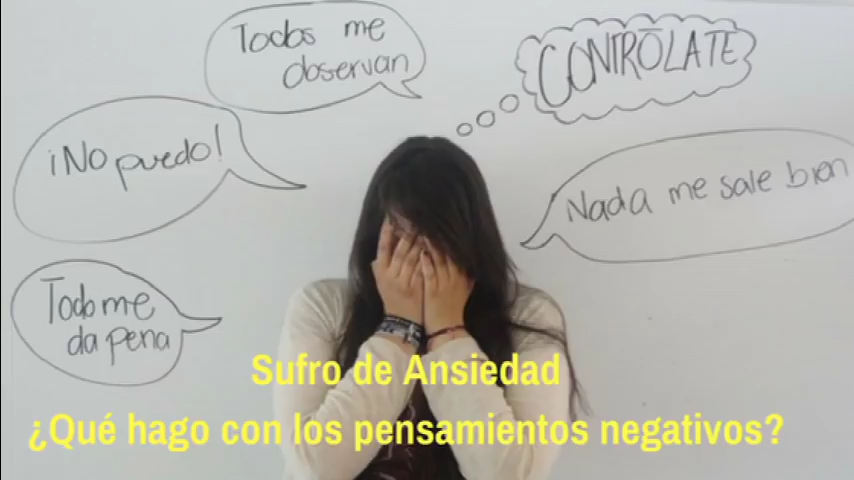 Todos me
observan
CONTRÓLATE
¡No puedo!
Nada me sale bien
Todo me
da pena
Sufro de Ansiedad
¿Qué hago con los pensamientos negativos?